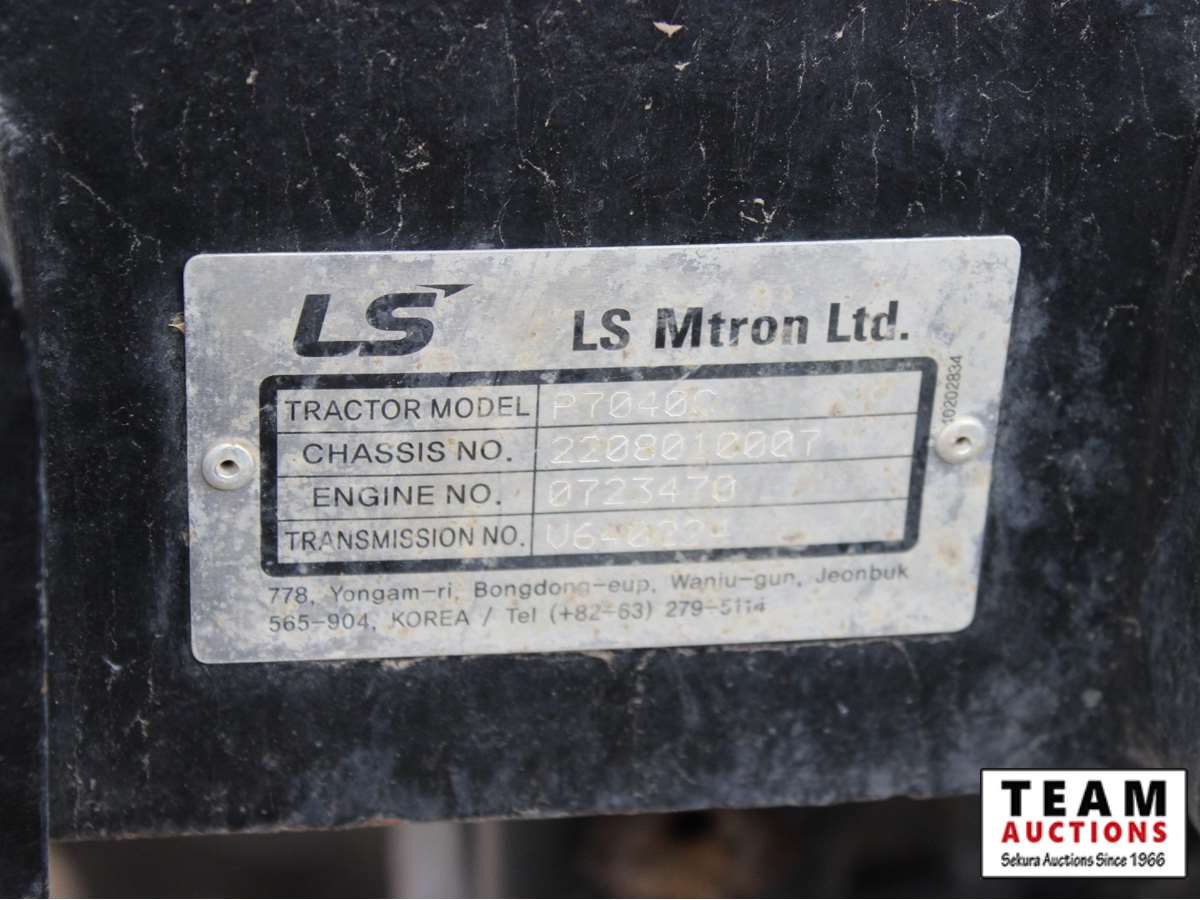 LS
LS Mtron Ltd.
TRACTOR MODEL P7040C
CHASSIS NO. 2208010007
ENGINE NO. 0723470
TRANSMISSION NO.
10202834
778, Yongam-ri, Bongdong-eup, Wanju-gun, Jeonbuk
565-904, KOREA / Tel (+82-63) 279-5114
TEAM
AUCTIONS
Sekura Auctions Since 1966